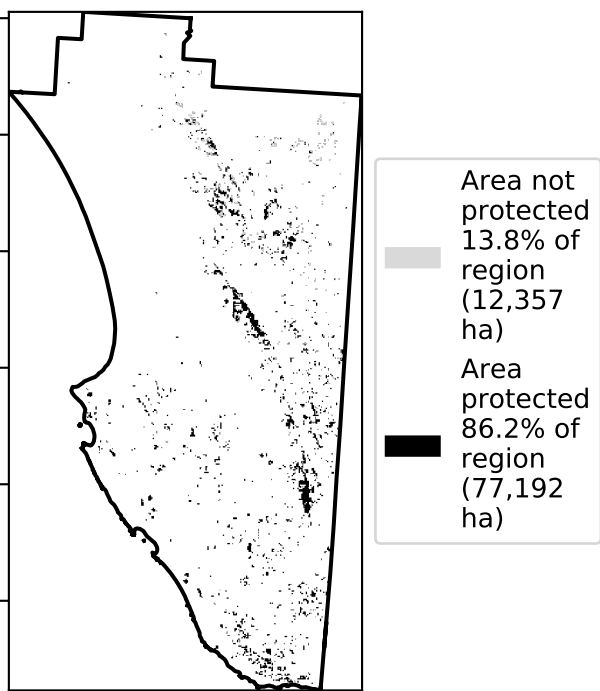 Area not
protected
13.8% of
region
(12,357
ha)
Area
protected
86.2% of
region
(77,192
ha)